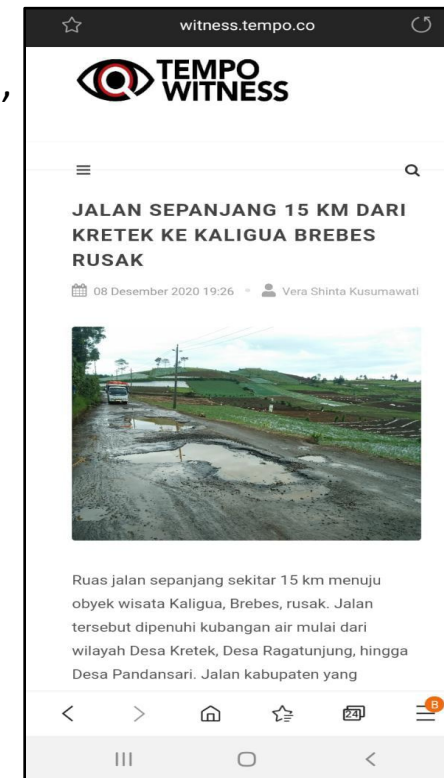 ,
witness.tempo.co
TEMPO
WITNESS
JALAN SEPANJANG 15 KM DARI
KRETEK KE KALIGUA BREBES
RUSAK
08 Desember 2020 19:26 • Vera Shinta Kusumawati
Ruas jalan sepanjang sekitar 15 km menuju
obyek wisata Kaligua, Brebes, rusak. Jalan
tersebut dipenuhi kubangan air mulai dari
wilayah Desa Kretek, Desa Ragatunjung, hingga
Desa Pandansari. Jalan kabupaten yang
24
B